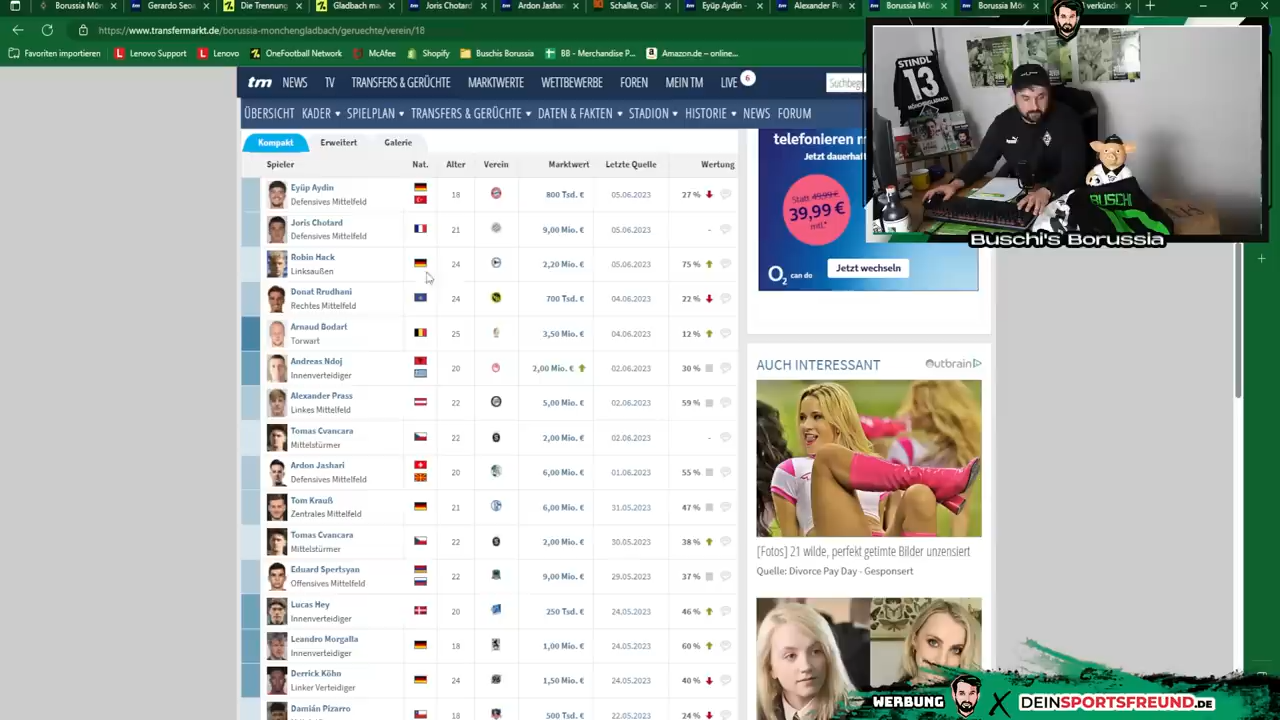 Borussia Mön
Gerardo Seoa
Die Trennung
Gladbach ma
Joris Chotard
Ardon Jashar
Schalke, Glad
Eyüp Aydin -
Alexander Pr
Borussia Mön
Borussia Mön
verkünd
https://www.transfermarkt.de/borussia-monchengladbach/geruechte/verein/18
Favoriten importieren
Lenovo Support
Lenovo
OneFootball Network
McAfee
Shopify
Buschis Borussia
BB - Merchandise P...
Amazon.de – online...
tm NEWS TV TRANSFERS & GERÜCHTE MARKTWERTE WETTBEWERBE FOREN MEIN TM LIVE 6
Suchbegr
ÜBERSICHT KADER SPIELPLAN TRANSFERS & GERÜCHTE DATEN & FAKTEN STADION HISTORIE NEWS FORUM
Kompakt Erweitert Galerie
Spieler Nat. Alter Verein Marktwert Letzte Quelle Wertung
Eyüp Aydin
Defensives Mittelfeld
18 800 Tsd. € 05.06.2023 27 %
Joris Chotard
Defensives Mittelfeld
21 9,00 Mio. € 05.06.2023
Robin Hack
Linksaußen
24 2,20 Mio. € 05.06.2023 75 %
Donat Rrudhani
Rechtes Mittelfeld
24 700 Tsd. € 04.06.2023 22 %
Arnaud Bodart
Torwart
25 3,50 Mio. € 04.06.2023 12 %
Andreas Ndoj
Innenverteidiger
20 2,00 Mio. € 02.06.2023 30 %
Alexander Prass
Linkes Mittelfeld
22 5,00 Mio. € 02.06.2023 59 %
Tomas Cvancara
Mittelstürmer
22 2,00 Mio. € 02.06.2023
Ardon Jashari
Defensives Mittelfeld
20 6,00 Mio. € 01.06.2023 55 %
Tom Krauß
Zentrales Mittelfeld
21 6,00 Mio. € 31.05.2023 47 %
Tomas Cvancara
Mittelstürmer
22 2,00 Mio. € 30.05.2023 38 %
Eduard Spertsyan
Offensives Mittelfeld
22 9,00 Mio. € 29.05.2023 37 %
Lucas Hey
Innenverteidiger
20 250 Tsd. € 24.05.2023 46 %
Leandro Morgalla
Innenverteidiger
18 1,00 Mio. € 24.05.2023 60 %
Derrick Köhn
Linker Verteidiger
24 1,50 Mio. € 24.05.2023 40 %
Damián Pizarro
18 500 Tsd. € 22.05.2023 24 %
telefonieren
Jetzt dauerhaft
Statt 49,99 €
39,99 €
mtl.*
O2 can do
Jetzt wechseln
AUCH INTERESSANT
Outbrain
[Fotos] 21 wilde, perfekt getimte Bilder unzensiert
Quelle: Divorce Pay Day - Gesponsert
STINDL
13
MÖNCHENGLADBACH
BUSCHI
Buschi's Borussia
WERBUNG X DEINSPORTSFREUND.DE